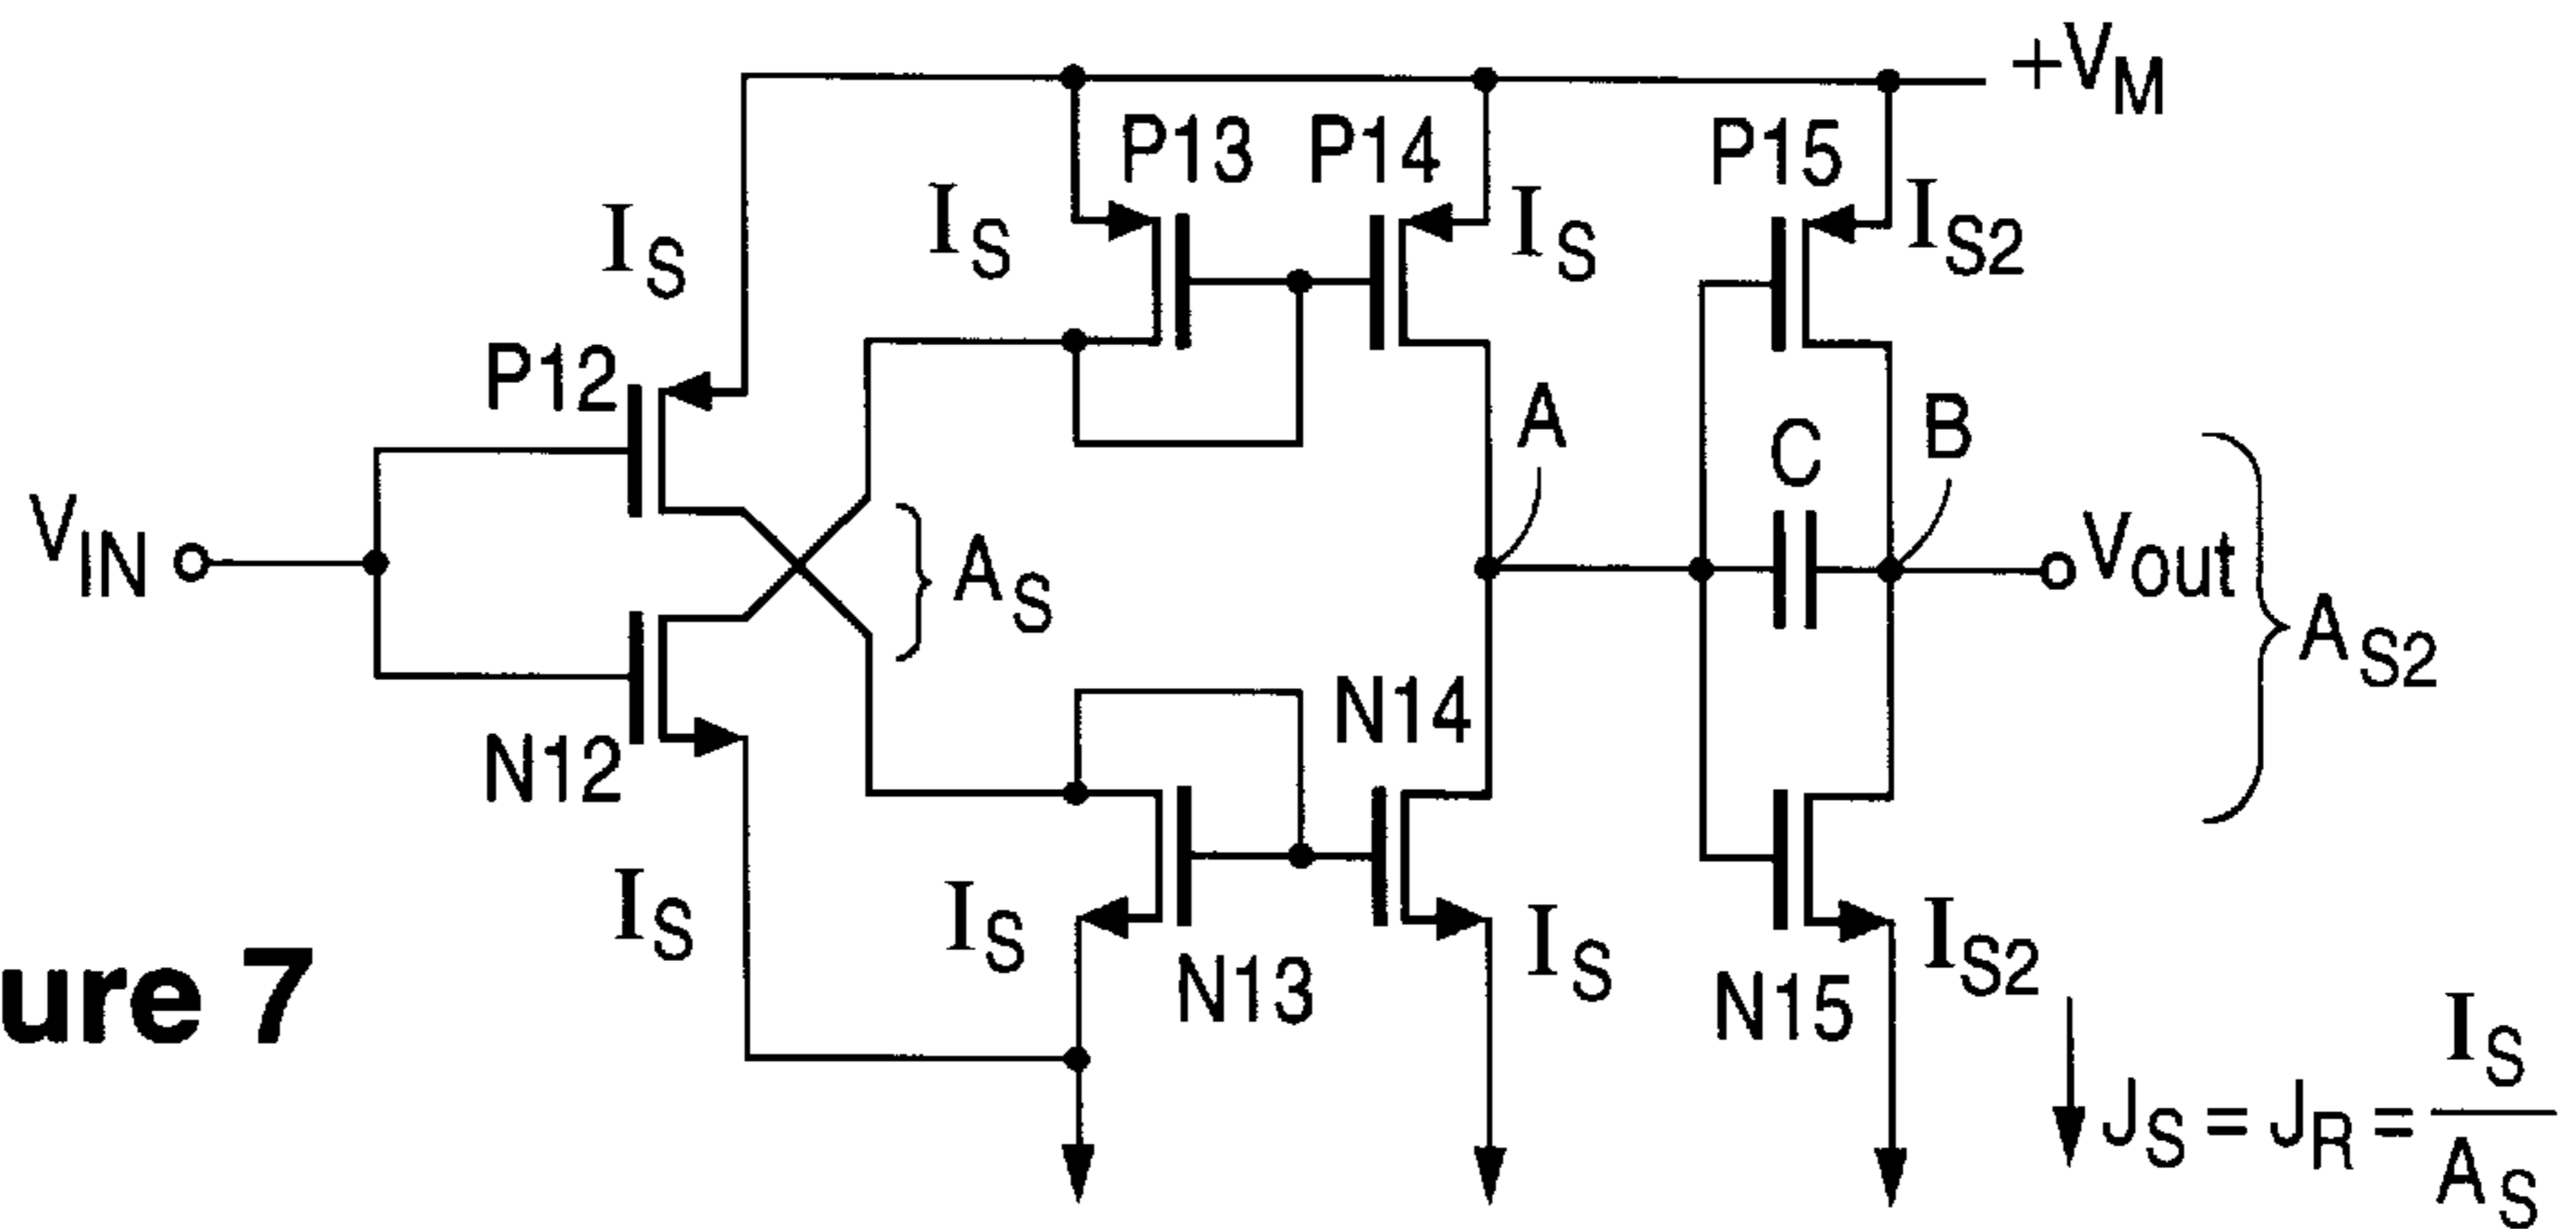 +VM
P13
P14
P15
IS
IS
IS
IS2
P12
A
B
C
VIN
AS
Vout
AS2
N12
N14
IS
IS
N13
IS
N15
IS2
ure 7
JS = JR = IS
AS